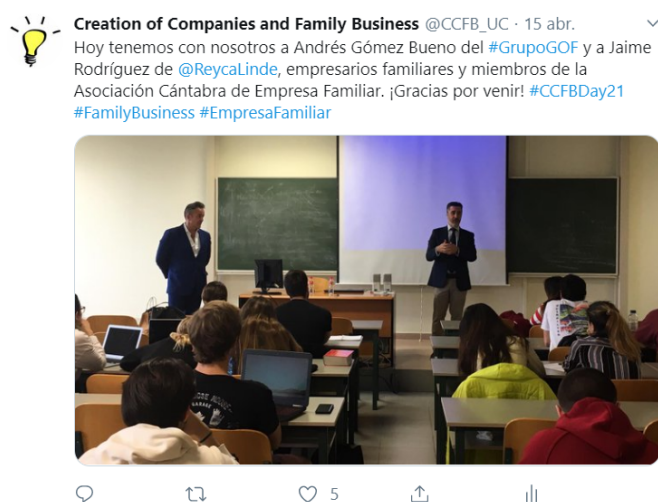 Creation of Companies and Family Business @CCFB_UC · 15 abr.
Hoy tenemos con nosotros a Andrés Gómez Bueno del #GrupoGOF y a Jaime
Rodríguez de @ReycaLinde, empresarios familiares y miembros de la
Asociación Cántabra de Empresa Familiar. ¡Gracias por venir! #CCFBDay21
#FamilyBusiness #EmpresaFamiliar
5